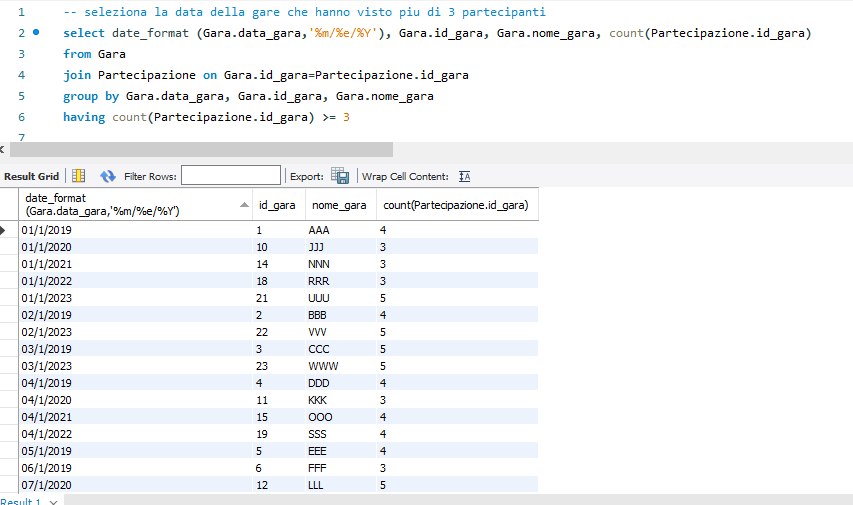 1 -- seleziona la data della gare che hanno visto piu di 3 partecipanti
2 select date_format (Gara.data_gara,'%m/%e/%Y'), Gara.id_gara, Gara.nome_gara, count(Partecipazione.id_gara)
3 from Gara
4 join Partecipazione on Gara.id_gara=Partecipazione.id_gara
5 group by Gara.data_gara, Gara.id_gara, Gara.nome_gara
6 having count(Partecipazione.id_gara) >= 3
7
Result Grid Filter Rows: Export: Wrap Cell Content: IA
date_format
(Gara.data_gara,'%m/%e/%Y') id_gara nome_gara count(Partecipazione.id_gara)
01/1/2019 1 AAA 4
01/1/2020 10 JJJ 3
01/1/2021 14 NNN 3
01/1/2022 18 RRR 3
01/1/2023 21 UUU 5
02/1/2019 2 BBB 4
02/1/2023 22 VVV 5
03/1/2019 3 CCC 5
03/1/2023 23 WWW 5
04/1/2019 4 DDD 4
04/1/2020 11 KKK 3
04/1/2021 15 OOO 4
04/1/2022 19 SSS 4
05/1/2019 5 EEE 4
06/1/2019 6 FFF 3
07/1/2020 12 LLL 5
Result 1